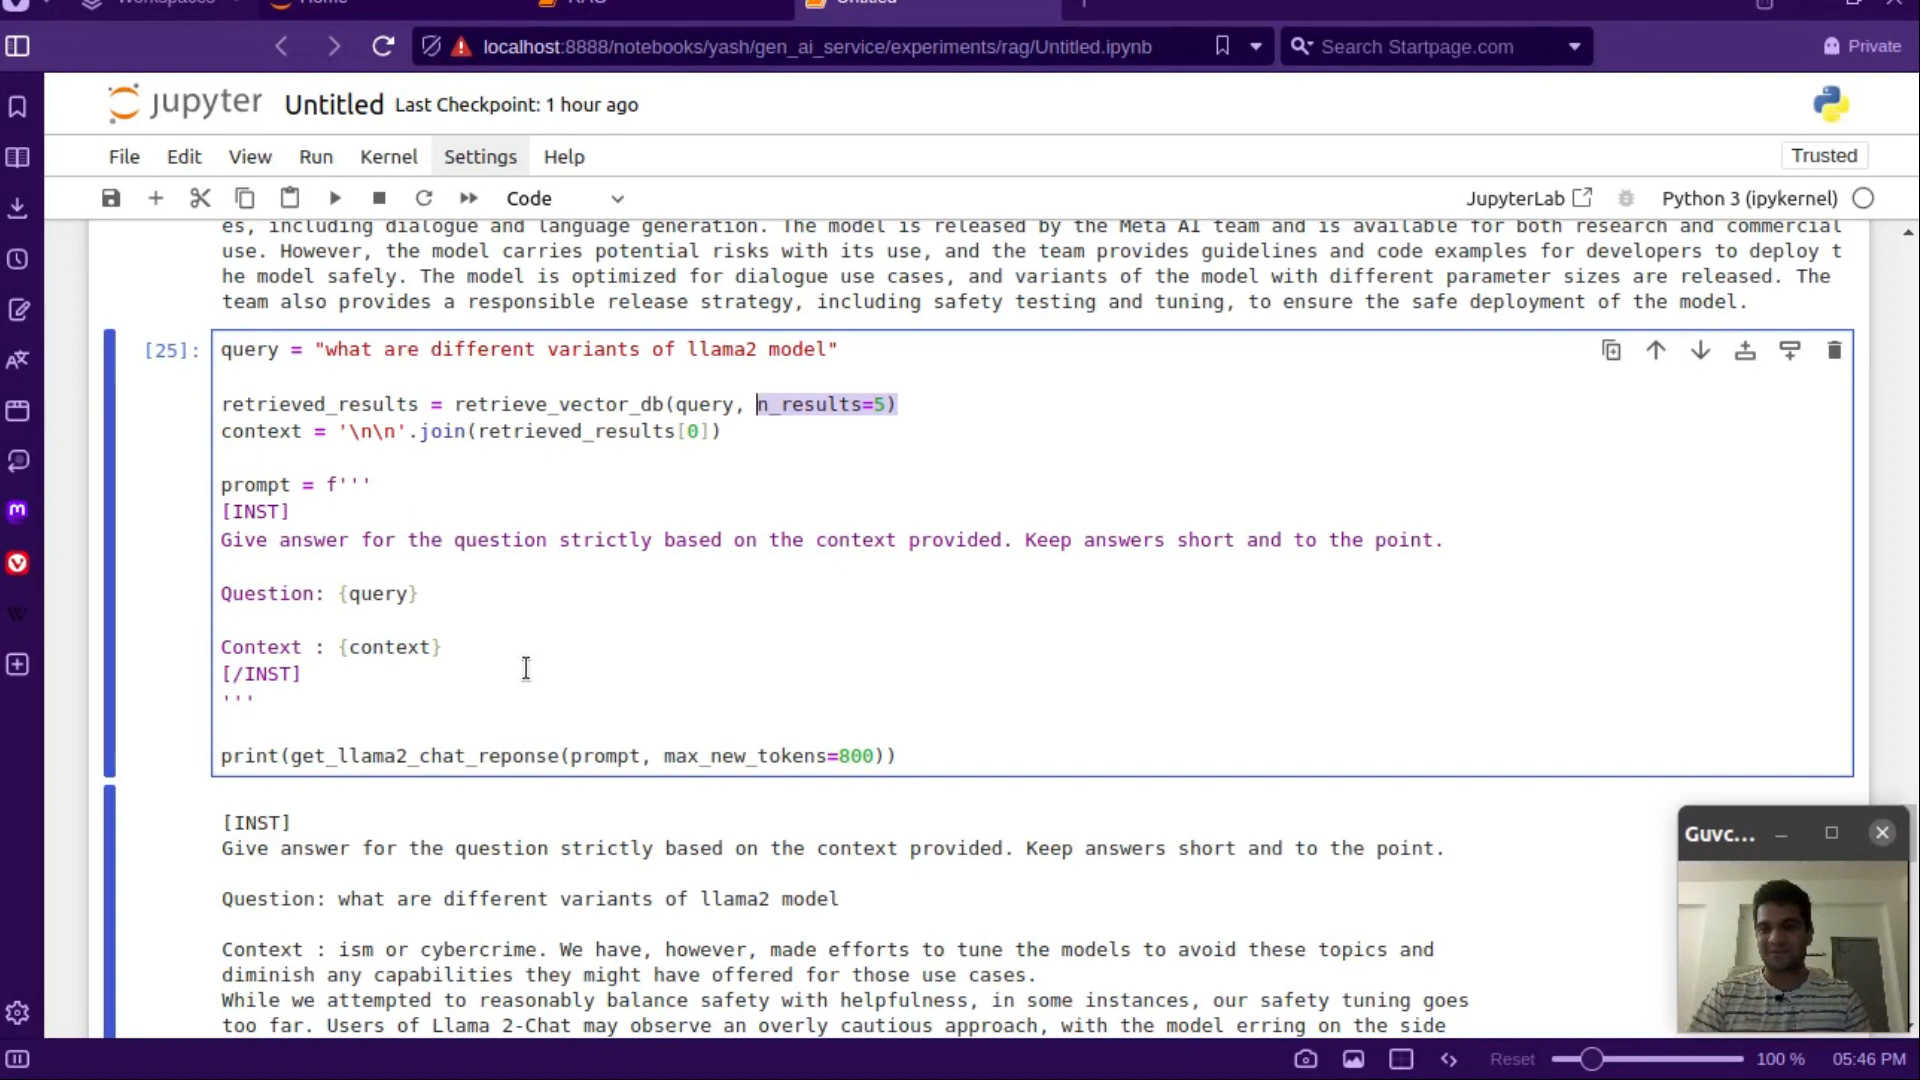 Workspaces
Home
RAG
Untitled
localhost:8888/notebooks/yash/gen_ai_service/experiments/rag/Untitled.ipynb
Search Startpage.com
Private
jupyter Untitled Last Checkpoint: 1 hour ago
File Edit View Run Kernel Settings Help
Trusted
Code
JupyterLab
Python 3 (ipykernel)
es, including dialogue and language generation. The model is released by the Meta AI team and is available for both research and commercial
use. However, the model carries potential risks with its use, and the team provides guidelines and code examples for developers to deploy t
he model safely. The model is optimized for dialogue use cases, and variants of the model with different parameter sizes are released. The
team also provides a responsible release strategy, including safety testing and tuning, to ensure the safe deployment of the model.
[25]:
query = "what are different variants of llama2 model"
retrieved_results = retrieve_vector_db(query, n_results=5)
context = '\n\n'.join(retrieved_results[0])
prompt = f'''
[INST]
Give answer for the question strictly based on the context provided. Keep answers short and to the point.
Question: {query}
Context : {context}
[/INST]
'''
print(get_llama2_chat_reponse(prompt, max_new_tokens=800))
[INST]
Give answer for the question strictly based on the context provided. Keep answers short and to the point.
Question: what are different variants of llama2 model
Context : ism or cybercrime. We have, however, made efforts to tune the models to avoid these topics and
diminish any capabilities they might have offered for those use cases.
While we attempted to reasonably balance safety with helpfulness, in some instances, our safety tuning goes
too far. Users of Llama 2-Chat may observe an overly cautious approach, with the model erring on the side
Guvc...
Reset
100 %
05:46 PM